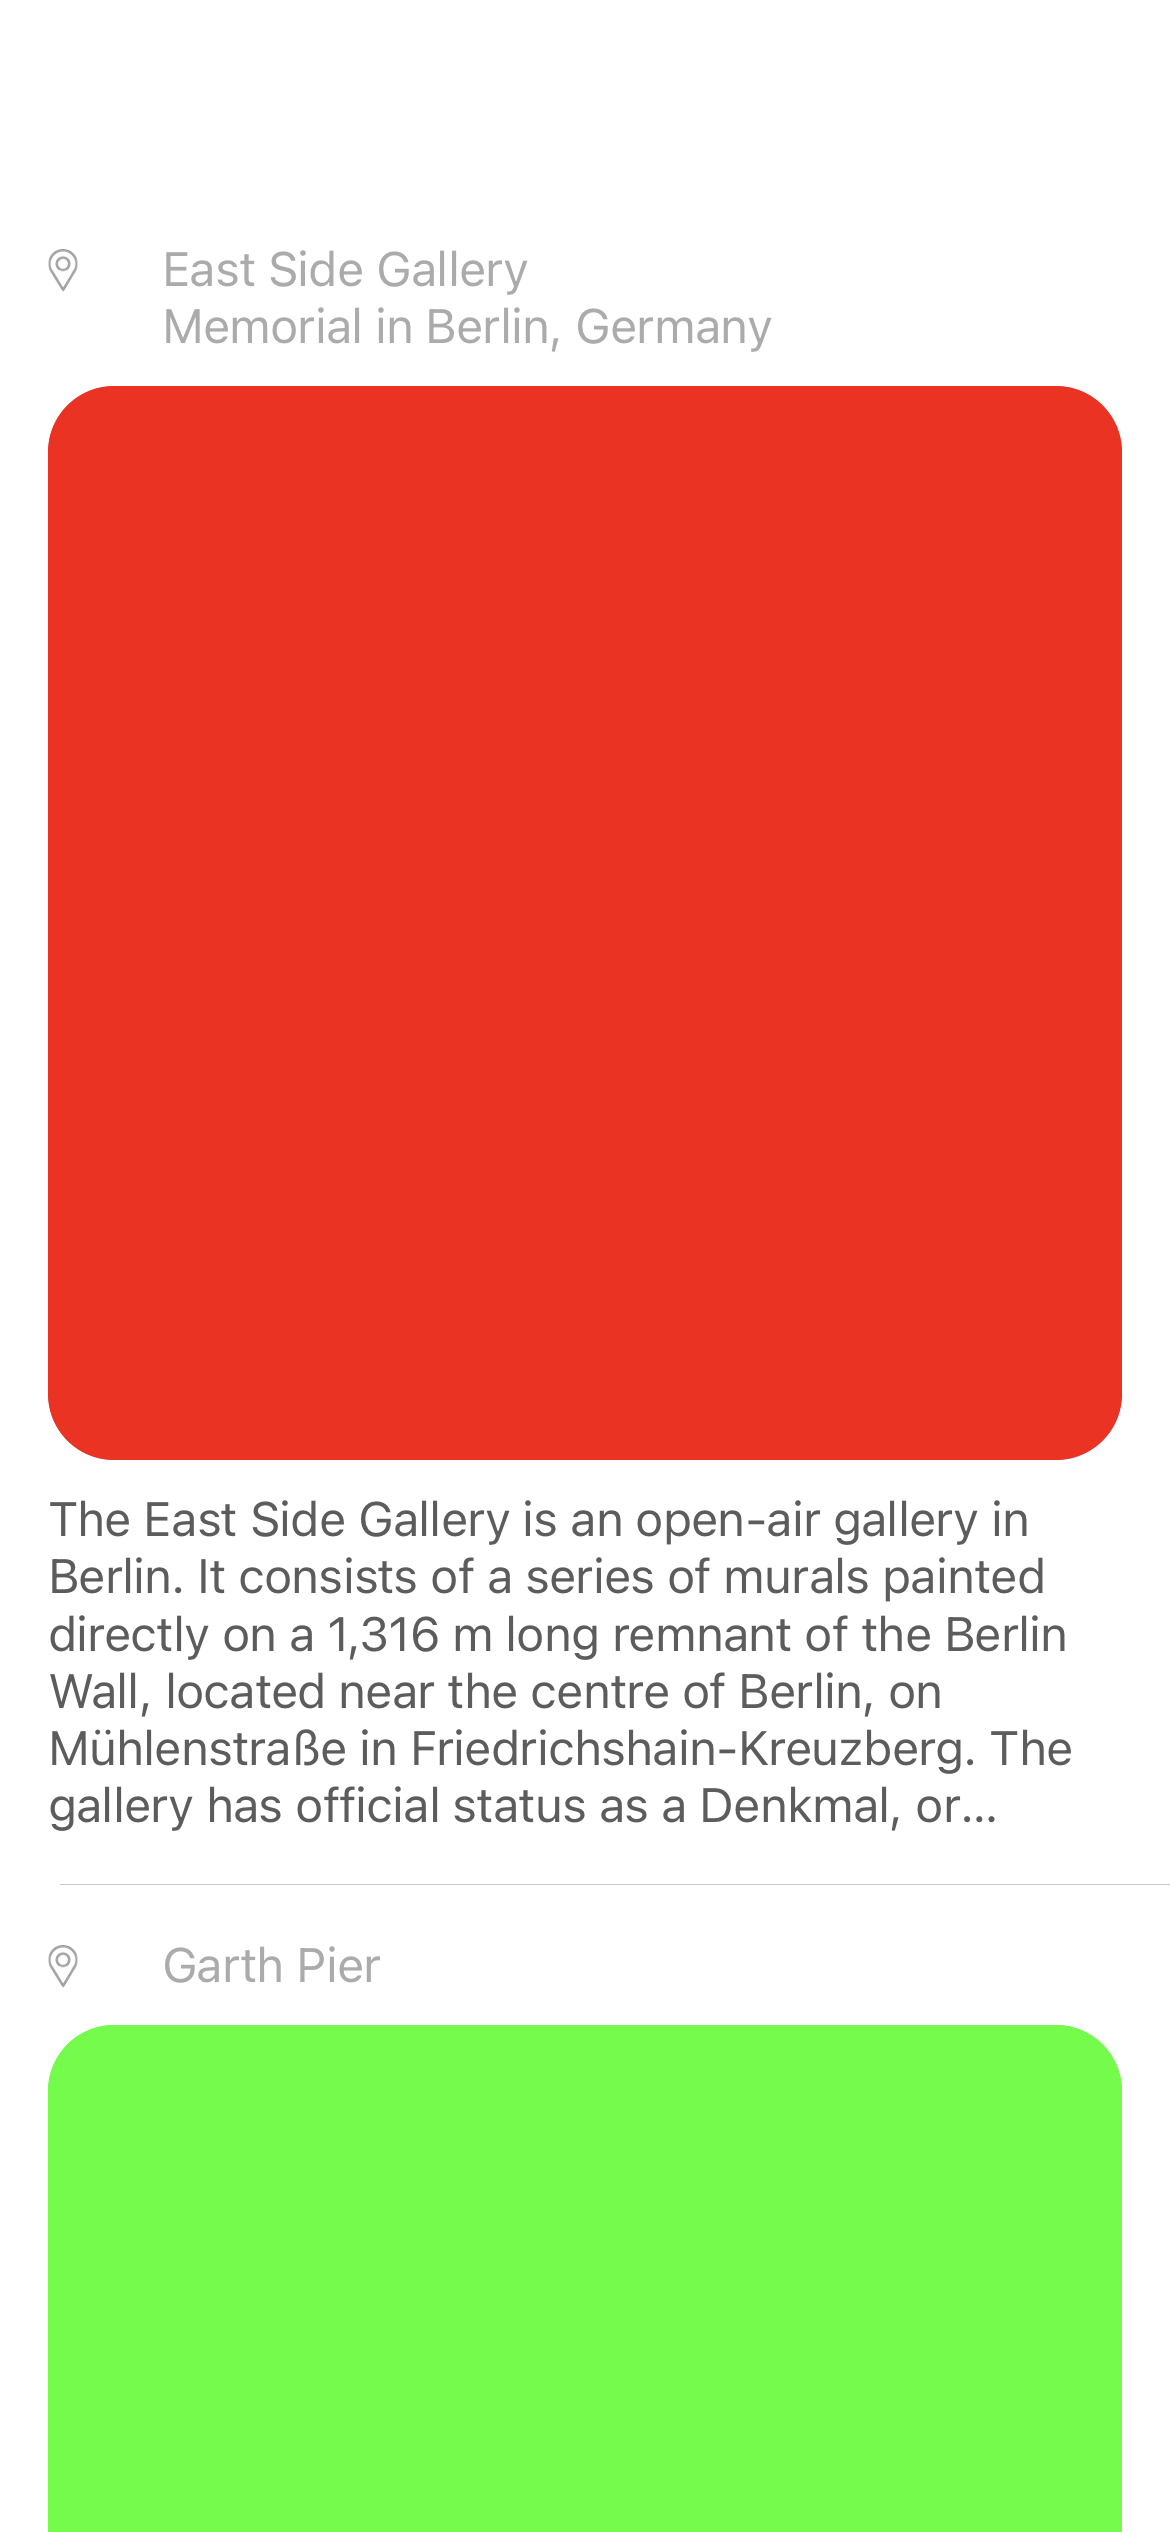 East Side Gallery
Memorial in Berlin, Germany
The East Side Gallery is an open-air gallery in
Berlin. It consists of a series of murals painted
directly on a 1,316 m long remnant of the Berlin
Wall, located near the centre of Berlin, on
Mühlenstraße in Friedrichshain-Kreuzberg. The
gallery has official status as a Denkmal, or...
Garth Pier